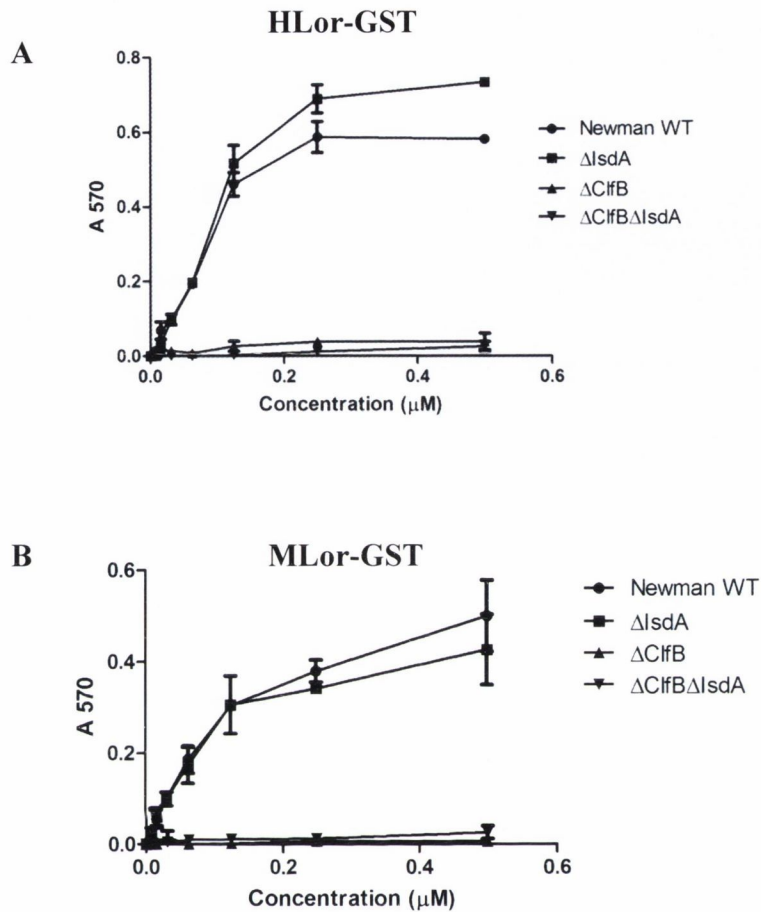 HLor-GST
A
0.8
0.6
0.4
0.2
0.0
A 570
0.0 0.2 0.4 0.6
Concentration (μM)
Newman WT
ΔIsdA
ΔClfB
ΔClfBΔIsdA
B
MLor-GST
0.6
0.4
0.2
0.0
A 570
0.0 0.2 0.4 0.6
Concentration (μM)
Newman WT
ΔIsdA
ΔClfB
ΔClfBΔIsdA